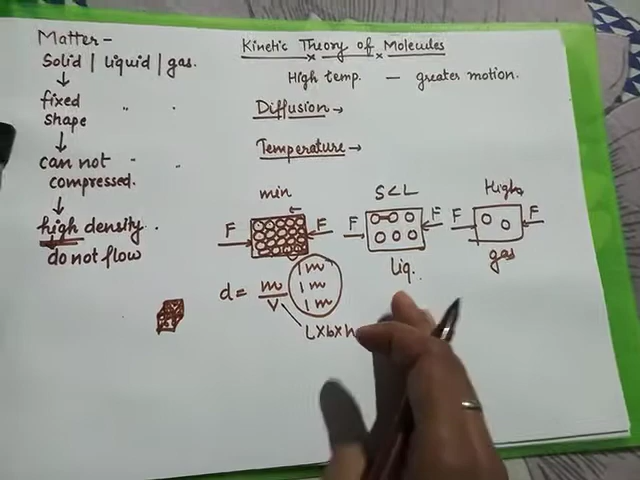 Matter-
Solid | liquid | gas.
fixed " "
shape
can not " "
compressed.
high density.
do not flow
Kinetic Theory of Molecules
High temp. — greater motion.
Diffusion →
Temperature →
min
S<L
High
F F F F F F
liq.
gas
d = m/v
1 m
1 m
1 m
L×b×h